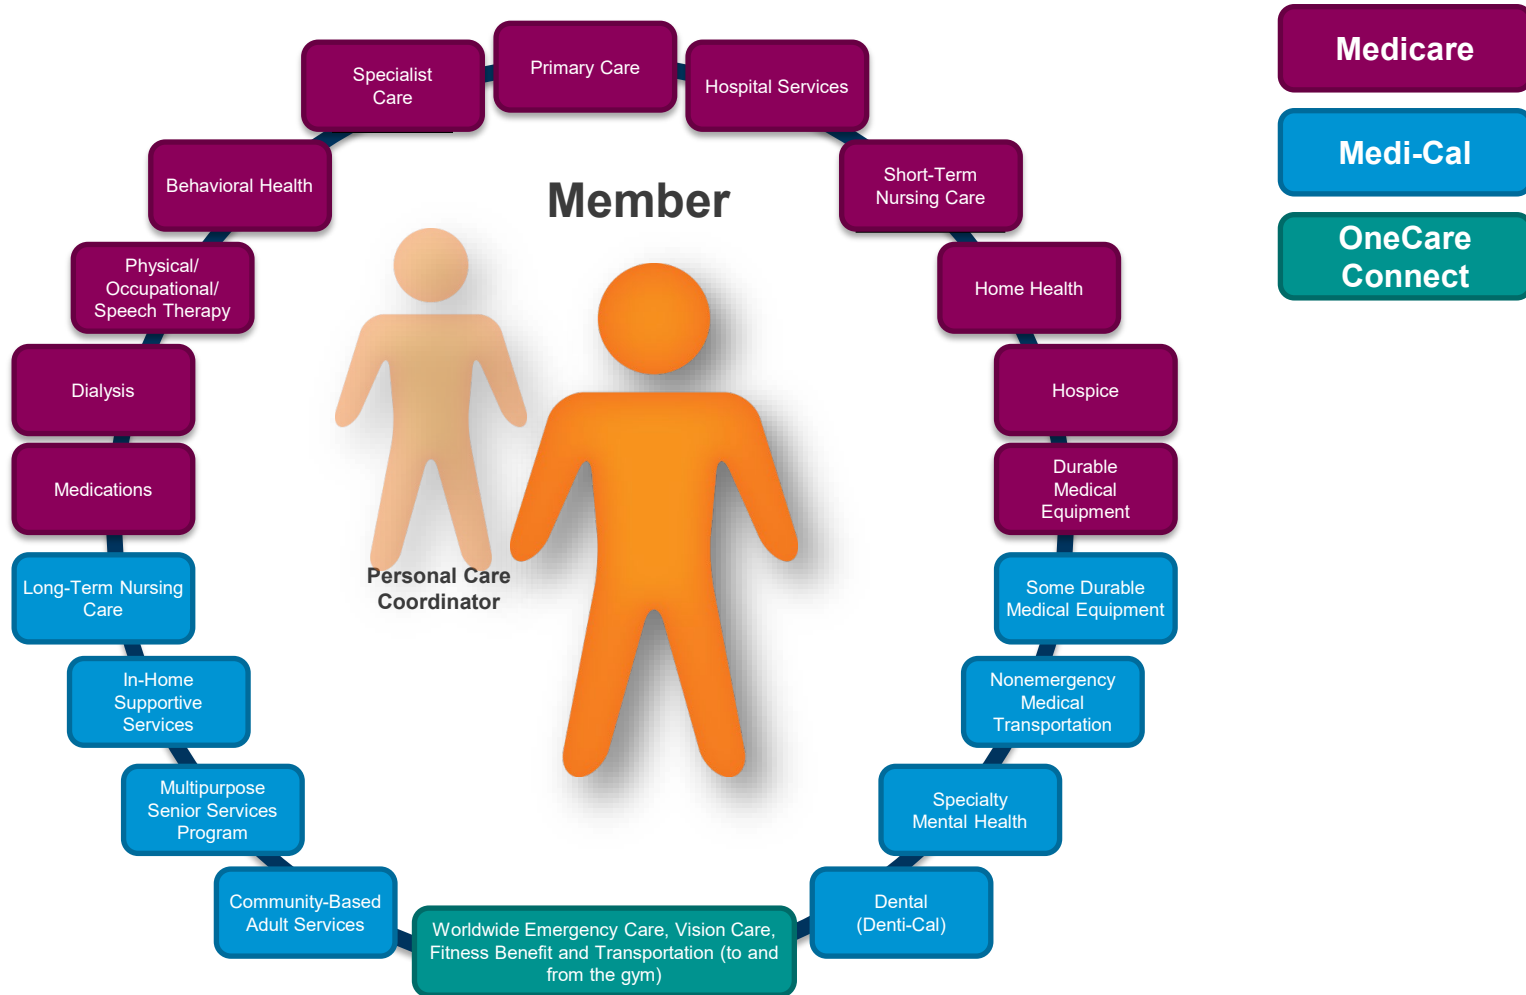 Primary Care
Specialist
Care
Hospital Services
Behavioral Health
Short-Term
Nursing Care
Physical/
Occupational/
Speech Therapy
Home Health
Dialysis
Hospice
Medications
Durable
Medical
Equipment
Long-Term Nursing
Care
Some Durable
Medical Equipment
In-Home
Supportive
Services
Nonemergency
Medical
Transportation
Multipurpose
Senior Services
Program
Specialty
Mental Health
Community-Based
Adult Services
Dental
(Denti-Cal)
Worldwide Emergency Care, Vision Care,
Fitness Benefit and Transportation (to and
from the gym)
Member
Personal Care
Coordinator
Medicare
Medi-Cal
OneCare
Connect